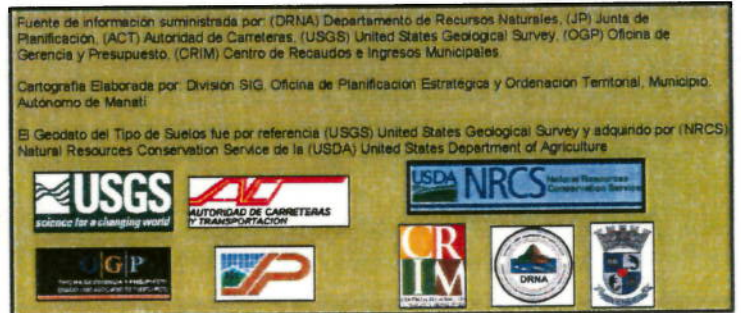 Fuente de información suministrada por: (DRNA) Departamento de Recursos Naturales, (JP) Junta de
Planificación, (ACT) Autoridad de Carreteras, (USGS) United States Geological Survey, (OGP) Oficina de
Gerencia y Presupuesto, (CRIM) Centro de Recaudos e Ingresos Municipales.
Cartografía Elaborada por: División SIG, Oficina de Planificación Estratégica y Ordenación Territorial, Municipio
Autónomo de Manatí
El Geodato del Tipo de Suelos fue por referencia (USGS) United States Geological Survey y adquirido por (NRCS)
Natural Resources Conservation Service de la (USDA) United States Department of Agriculture
USGS
science for a changing world
ACT
AUTORIDAD DE CARRETERAS
Y TRANSPORTACION
USDA NRCS Natural Resources
Conservation Service
OGP
JP
CRIM
DRNA